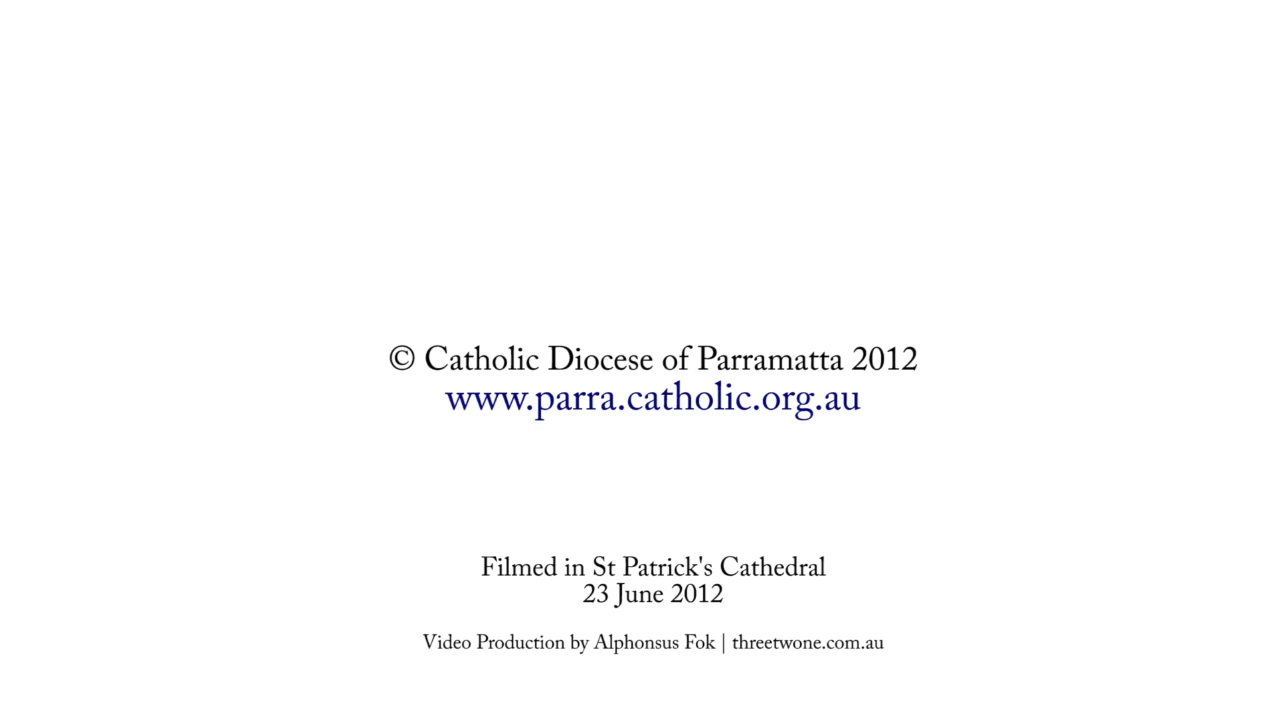 © Catholic Diocese of Parramatta 2012
www.parra.catholic.org.au
Filmed in St Patrick's Cathedral
23 June 2012
Video Production by Alphonsus Fok | threetwone.com.au